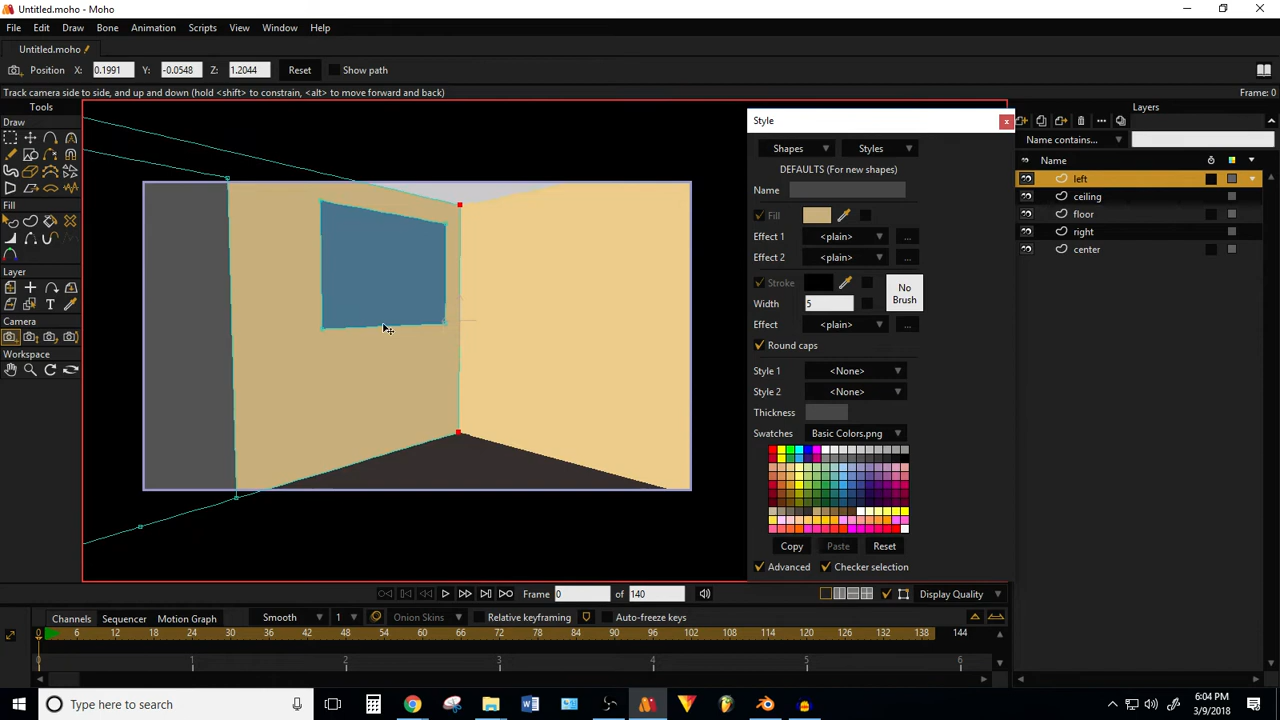 Untitled.moho - Moho
File Edit Draw Bone Animation Scripts View Window Help
Untitled.moho
Position X: 0.1991 Y: -0.0548 Z: 1.2044 Reset Show path
Track camera side to side, and up and down (hold <shift> to constrain, <alt> to move forward and back) Frame: 0
Tools
Draw
Fill
Layer
Camera
Workspace
Style
Shapes Styles
DEFAULTS (For new shapes)
Name
Fill
Effect 1 <plain> ...
Effect 2 <plain> ...
Stroke
No Brush
Width 5
Effect <plain> ...
Round caps
Style 1 <None>
Style 2 <None>
Thickness
Swatches Basic Colors.png
Copy Paste Reset
Advanced Checker selection
Layers
Name contains...
Name
left
ceiling
floor
right
center
Frame 0 of 140 Display Quality
Channels Sequencer Motion Graph Smooth 1 Onion Skins Relative keyframing Auto-freeze keys
0 6 12 18 24 30 36 42 48 54 60 66 72 78 84 90 96 102 108 114 120 126 132 138 144
0 1 2 3 4 5 6
Type here to search
6:04 PM
3/9/2018